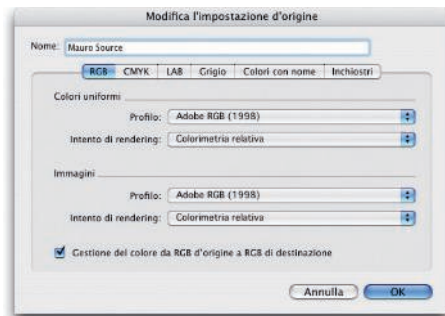 Modifica l'impostazione d'origine
Nome: Mauro Source
RGB CMYK LAB Grigio Colori con nome Inchiostri
Colori uniformi
Profilo: Adobe RGB (1998)
Intento di rendering: Colorimetria relativa
Immagini
Profilo: Adobe RGB (1998)
Intento di rendering: Colorimetria relativa
Gestione del colore da RGB d'origine a RGB di destinazione
Annulla OK